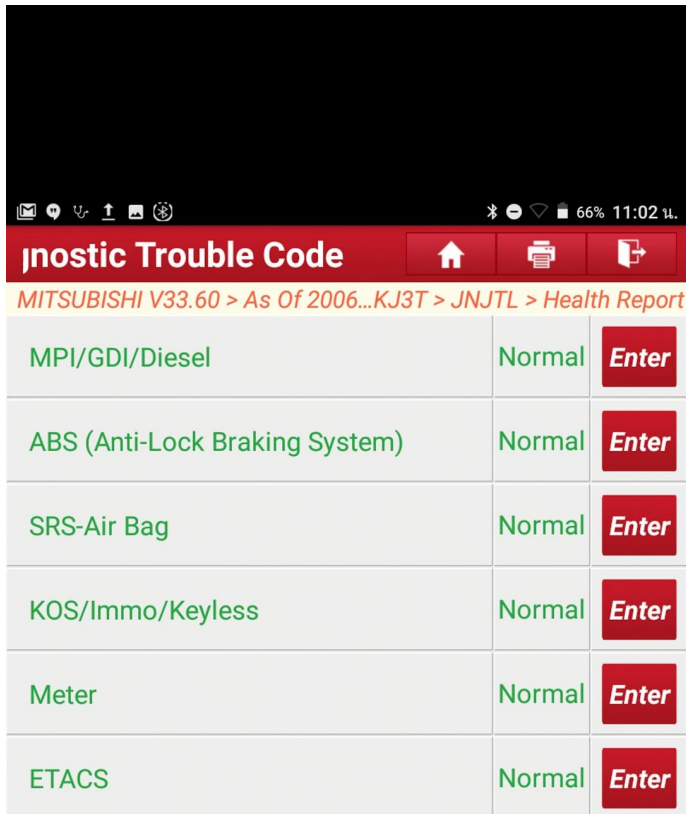 66% 11:02 น.
gnostic Trouble Code
MITSUBISHI V33.60 > As Of 2006...KJ3T > JNJTL > Health Report
MPI/GDI/Diesel Normal Enter
ABS (Anti-Lock Braking System) Normal Enter
SRS-Air Bag Normal Enter
KOS/Immo/Keyless Normal Enter
Meter Normal Enter
ETACS Normal Enter